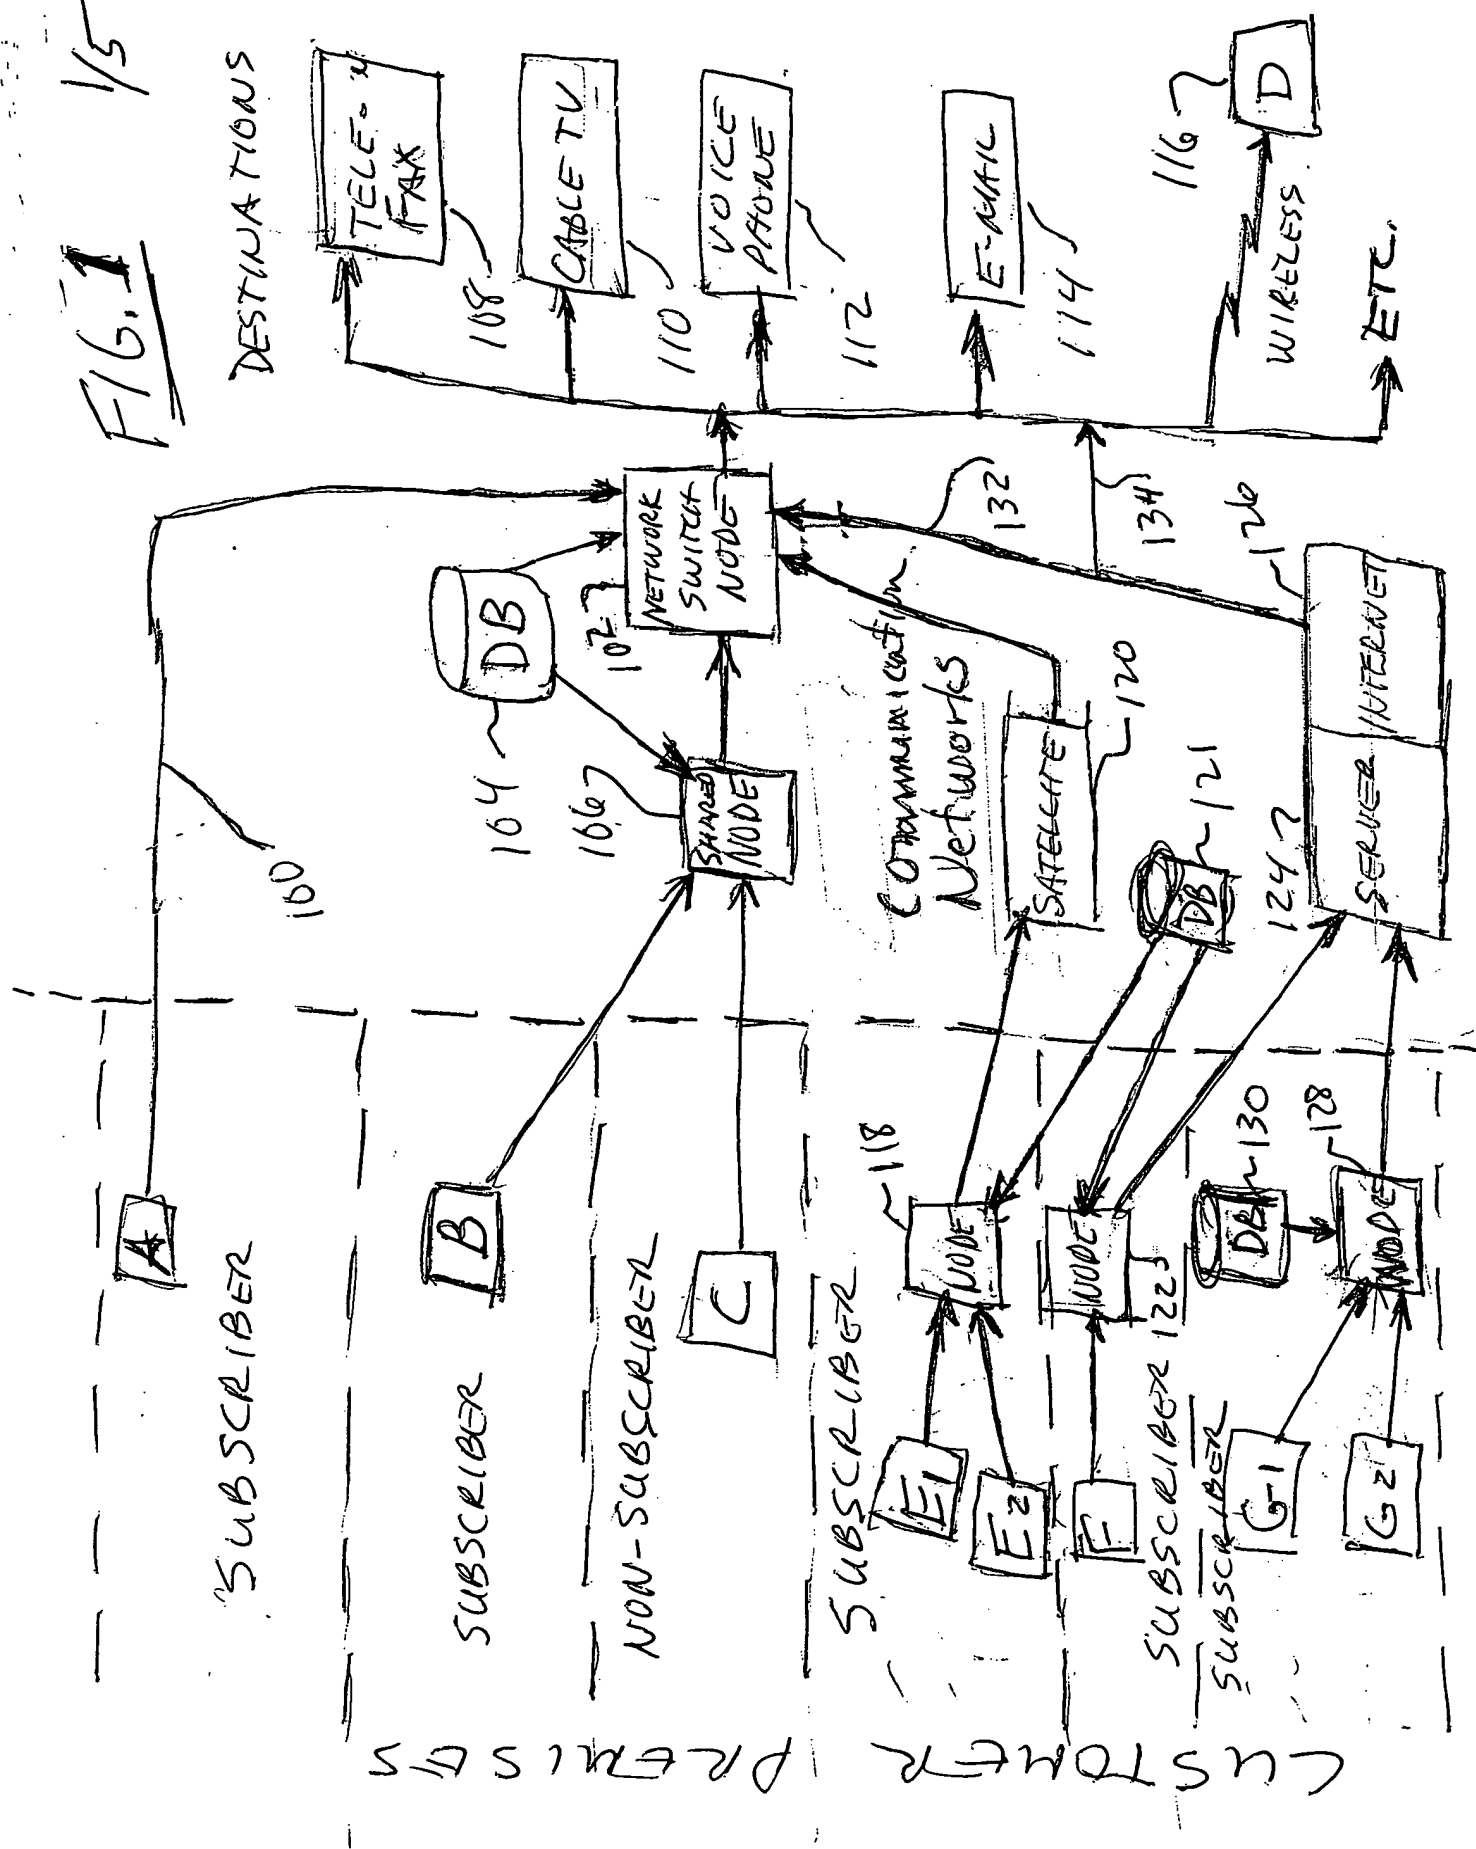 1/5
FIG. 1
DESTINATIONS
TELE-
FAX
108
CABLE TV
110
VOICE
PHONE
112
E-MAIL
114
116
D
WIRELESS
ETC.
A
SUBSCRIBER
100
DB
104
NETWORK
SWITCH
NODE
102
106
SHARED
NODE
B
SUBSCRIBER
C
NON-SUBSCRIBER
Communication
Networks
132
134
SATELLITE
120
DB
121
124
126
SERVER
INTERNET
SUBSCRIBER
E1
E2
NODE
118
F
NODE
122
SUBSCRIBER
SUBSCRIBER
G-1
G2
DB
130
NODE
128
CUSTOMER PREMISES